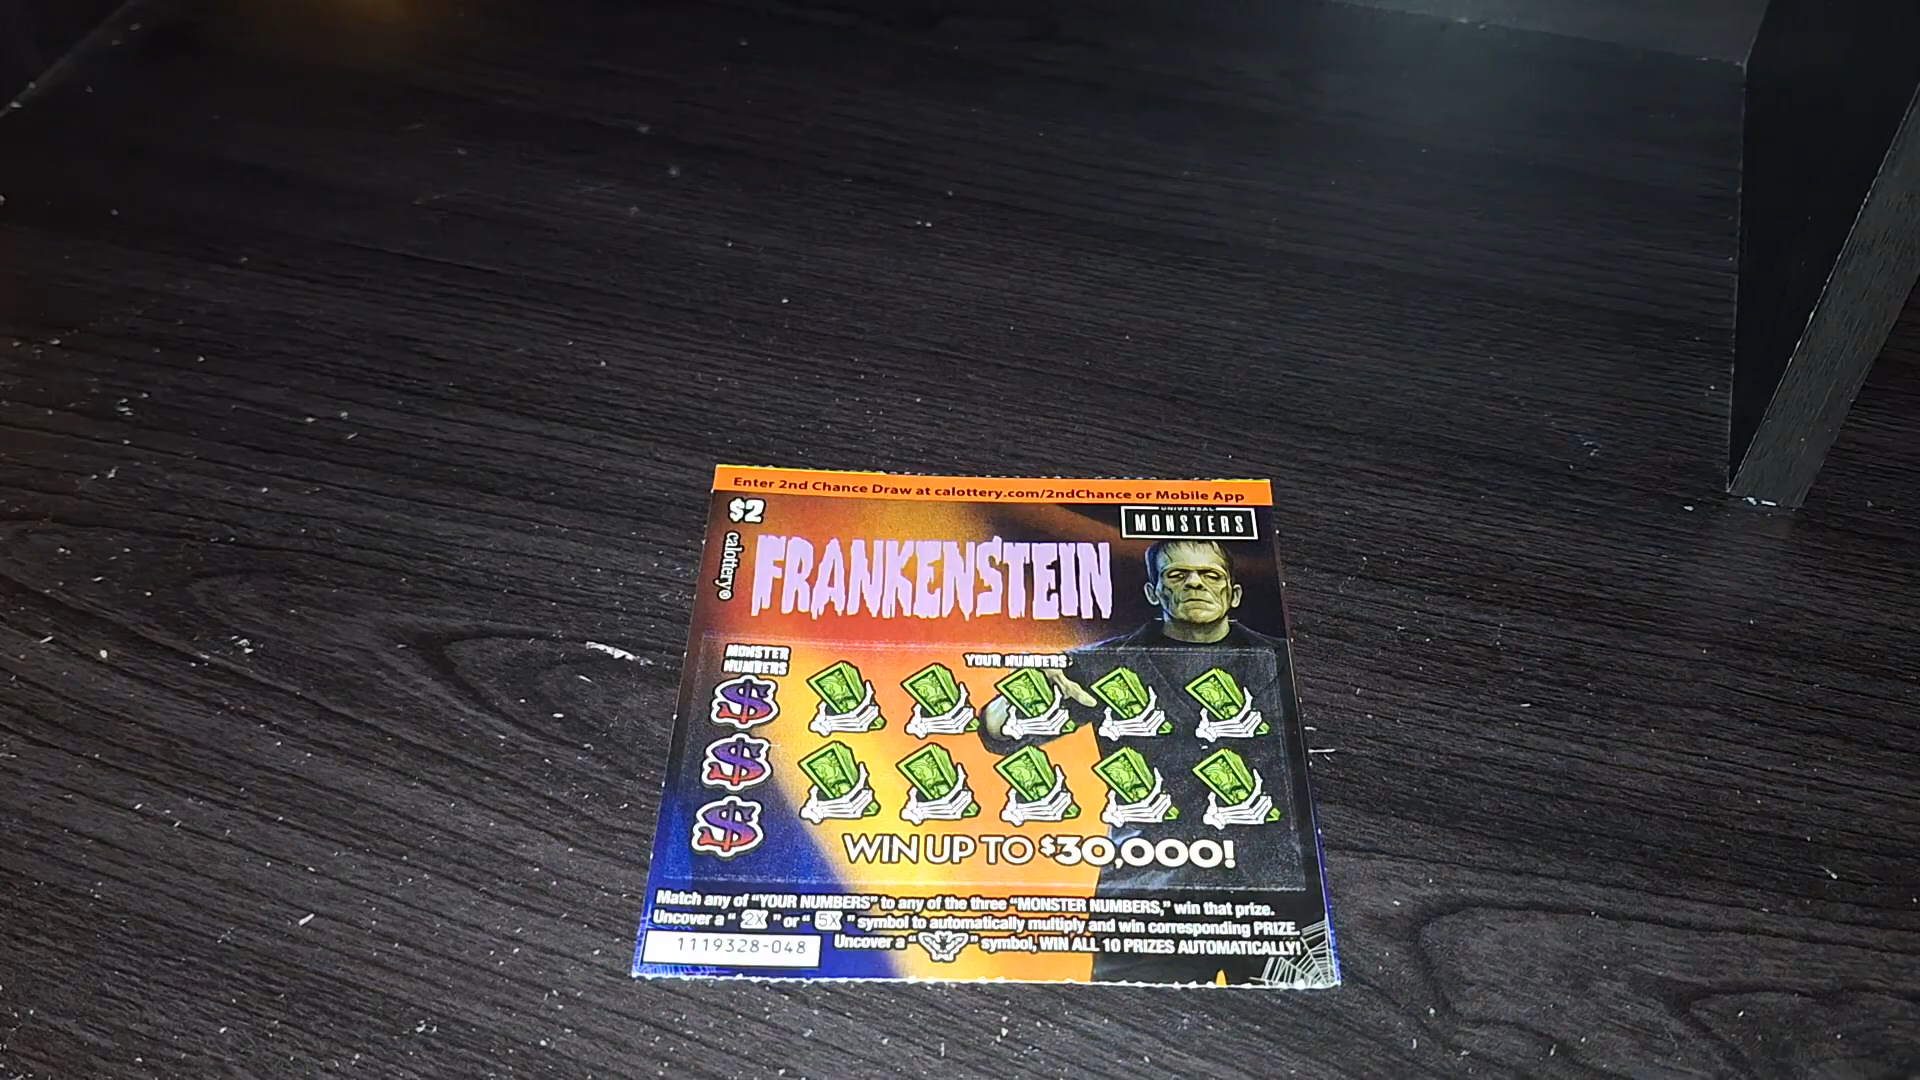 Enter 2nd Chance Draw at calottery.com/2ndChance or Mobile App
$2
UNIVERSAL
MONSTERS
calottery
FRANKENSTEIN
MONSTER
NUMBERS
YOUR NUMBERS
$
$
$
WIN UP TO $30,000!
Match any of "YOUR NUMBERS" to any of the three "MONSTER NUMBERS," win that prize.
Uncover a " 2X " or " 5X " symbol to automatically multiply and win corresponding PRIZE.
Uncover a " " symbol, WIN ALL 10 PRIZES AUTOMATICALLY!
1119328-048